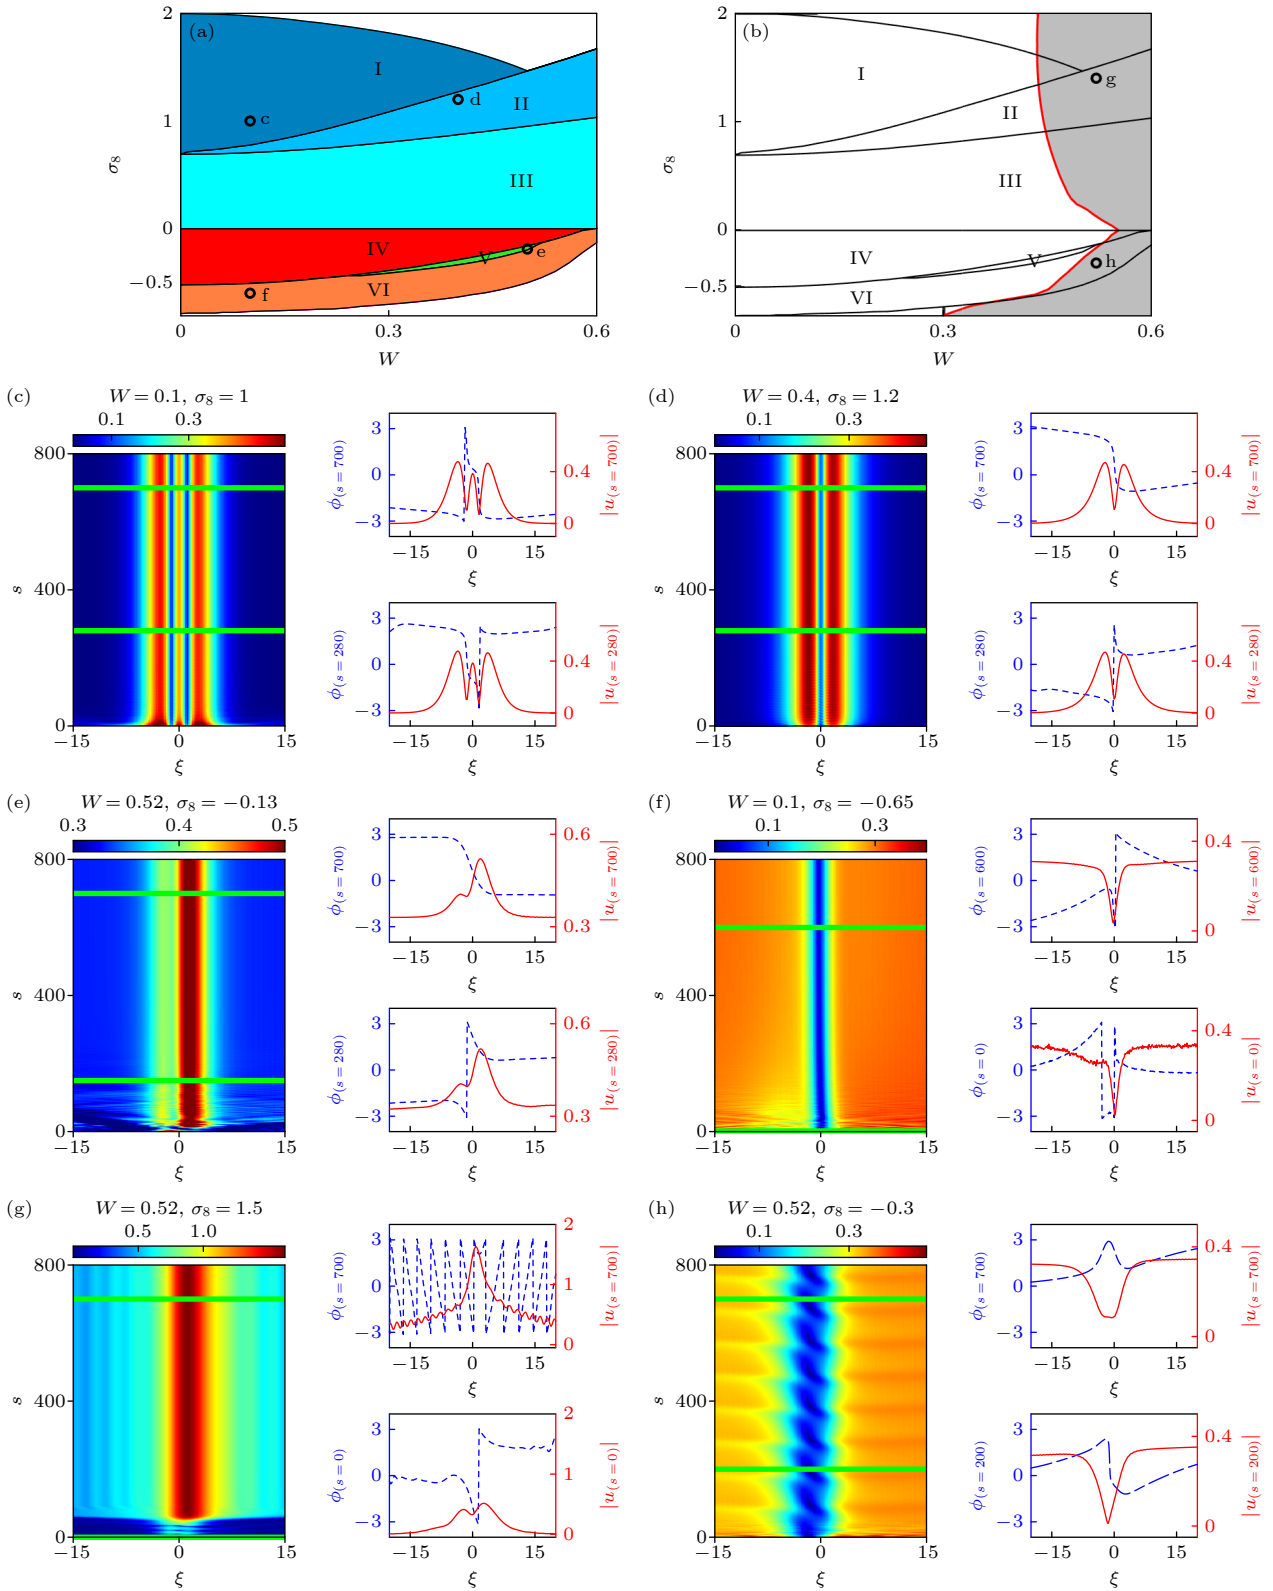 (a)
I
II
III
IV
V
VI
c
d
e
f
2
1
0
−0.5
σ8
0
0.3
0.6
W
(b)
I
II
III
IV
V
VI
g
h
2
1
0
−0.5
σ8
0
0.3
0.6
W
(c)
W = 0.1, σ8 = 1
0.1 0.3
800
400
0
s
−15 0 15
ξ
3
0
−3
ϕ(s = 700)
0.4
0
|u(s = 700)|
−15 0 15
ξ
3
0
−3
ϕ(s = 280)
0.4
0
|u(s = 280)|
−15 0 15
ξ
(d)
W = 0.4, σ8 = 1.2
0.1 0.3
800
400
0
s
−15 0 15
ξ
3
0
−3
ϕ(s = 700)
0.4
0
|u(s = 700)|
−15 0 15
ξ
3
0
−3
ϕ(s = 280)
0.4
0
|u(s = 280)|
−15 0 15
ξ
(e)
W = 0.52, σ8 = −0.13
0.3 0.4 0.5
800
400
0
s
−15 0 15
ξ
3
0
−3
ϕ(s = 700)
0.6
0.3
|u(s = 700)|
−15 0 15
ξ
3
0
−3
ϕ(s = 280)
0.6
0.3
|u(s = 280)|
−15 0 15
ξ
(f)
W = 0.1, σ8 = −0.65
0.1 0.3
800
400
0
s
−15 0 15
ξ
3
0
−3
ϕ(s = 600)
0.4
0
|u(s = 600)|
−15 0 15
ξ
3
0
−3
ϕ(s = 0)
0.4
0
|u(s = 0)|
−15 0 15
ξ
(g)
W = 0.52, σ8 = 1.5
0.5 1.0
800
400
0
s
−15 0 15
ξ
3
0
−3
ϕ(s = 700)
2
1
0
|u(s = 700)|
−15 0 15
ξ
3
0
−3
ϕ(s = 0)
2
1
0
|u(s = 0)|
−15 0 15
ξ
(h)
W = 0.52, σ8 = −0.3
0.1 0.3
800
400
0
s
−15 0 15
ξ
3
0
−3
ϕ(s = 700)
0.4
0
|u(s = 700)|
−15 0 15
ξ
3
0
−3
ϕ(s = 200)
0.4
0
|u(s = 200)|
−15 0 15
ξ